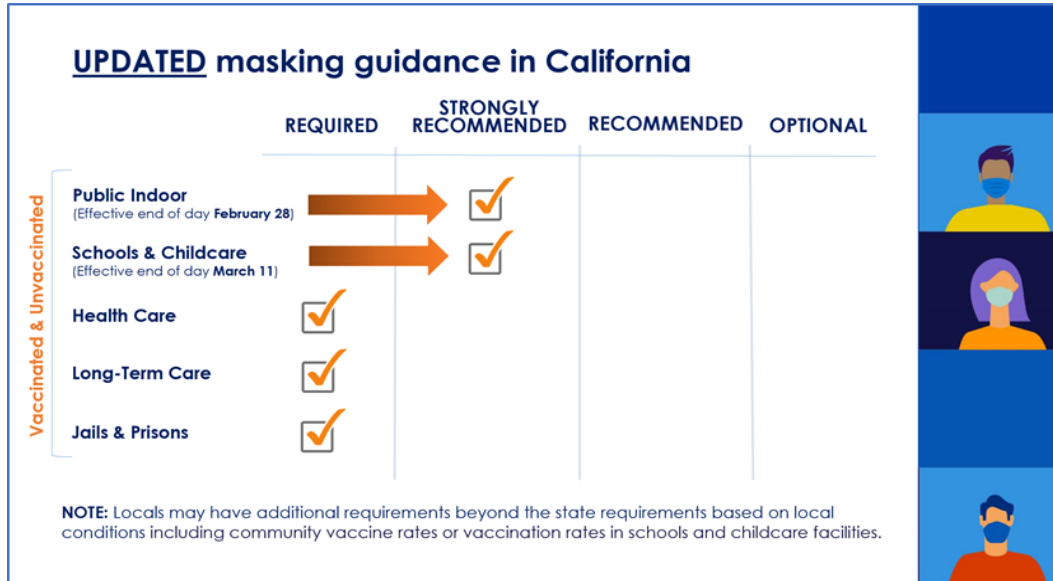 UPDATED masking guidance in California
REQUIRED
STRONGLY
RECOMMENDED
RECOMMENDED
OPTIONAL
Vaccinated & Unvaccinated
Public Indoor
(Effective end of day February 28)
Schools & Childcare
(Effective end of day March 11)
Health Care
Long-Term Care
Jails & Prisons
NOTE: Locals may have additional requirements beyond the state requirements based on local
conditions including community vaccine rates or vaccination rates in schools and childcare facilities.